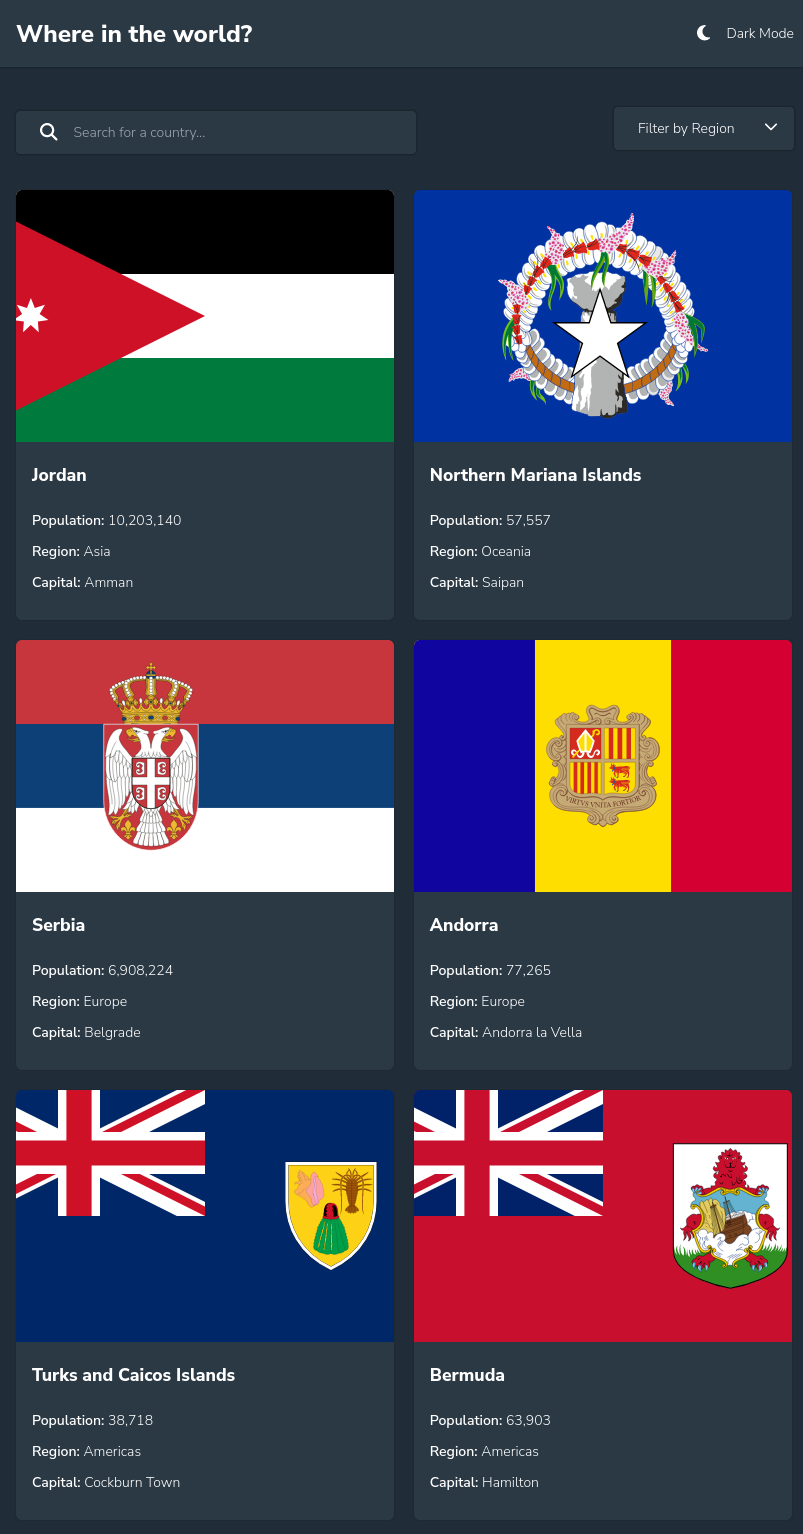 Where in the world?
Dark Mode
Search for a country...
Filter by Region
Jordan
Population: 10,203,140
Region: Asia
Capital: Amman
Northern Mariana Islands
Population: 57,557
Region: Oceania
Capital: Saipan
Serbia
Population: 6,908,224
Region: Europe
Capital: Belgrade
VIRTVS VNITA FORTIOR
Andorra
Population: 77,265
Region: Europe
Capital: Andorra la Vella
Turks and Caicos Islands
Population: 38,718
Region: Americas
Capital: Cockburn Town
Bermuda
Population: 63,903
Region: Americas
Capital: Hamilton